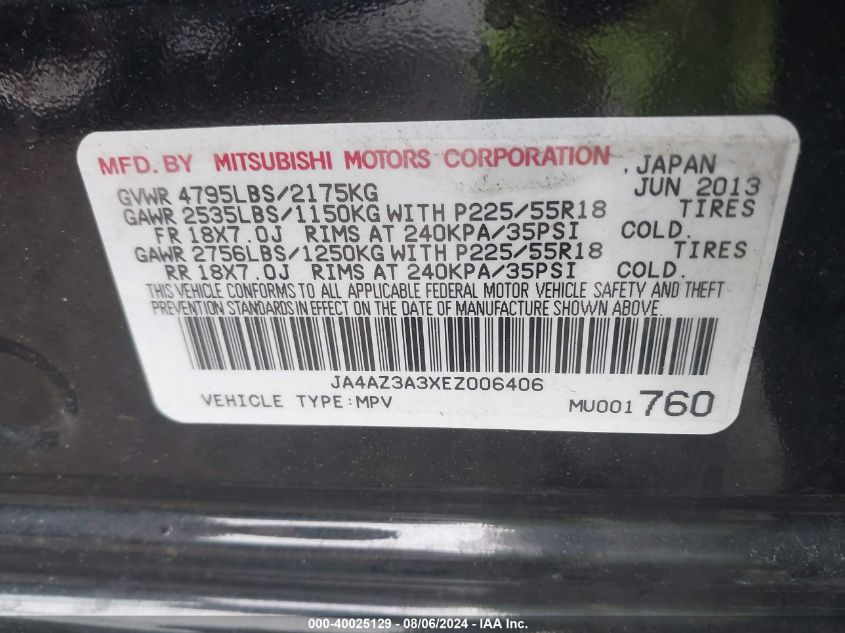 MFD. BY MITSUBISHI MOTORS CORPORATION , JAPAN
GVWR 4795LBS/2175KG JUN 2013
GAWR 2535LBS/1150KG WITH P225/55R18 TIRES
FR 18X7.0J RIMS AT 240KPA/35PSI COLD.
GAWR 2756LBS/1250KG WITH P225/55R18 TIRES
RR 18X7.0J RIMS AT 240KPA/35PSI COLD.
THIS VEHICLE CONFORMS TO ALL APPLICABLE FEDERAL MOTOR VEHICLE SAFETY AND THEFT
PREVENTION STANDARDS IN EFFECT ON THE DATE OF MANUFACTURE SHOWN ABOVE.
JA4AZ3A3XEZ006406
VEHICLE TYPE:MPV MU001 760
000-40025129 - 08/06/2024 - IAAI.com